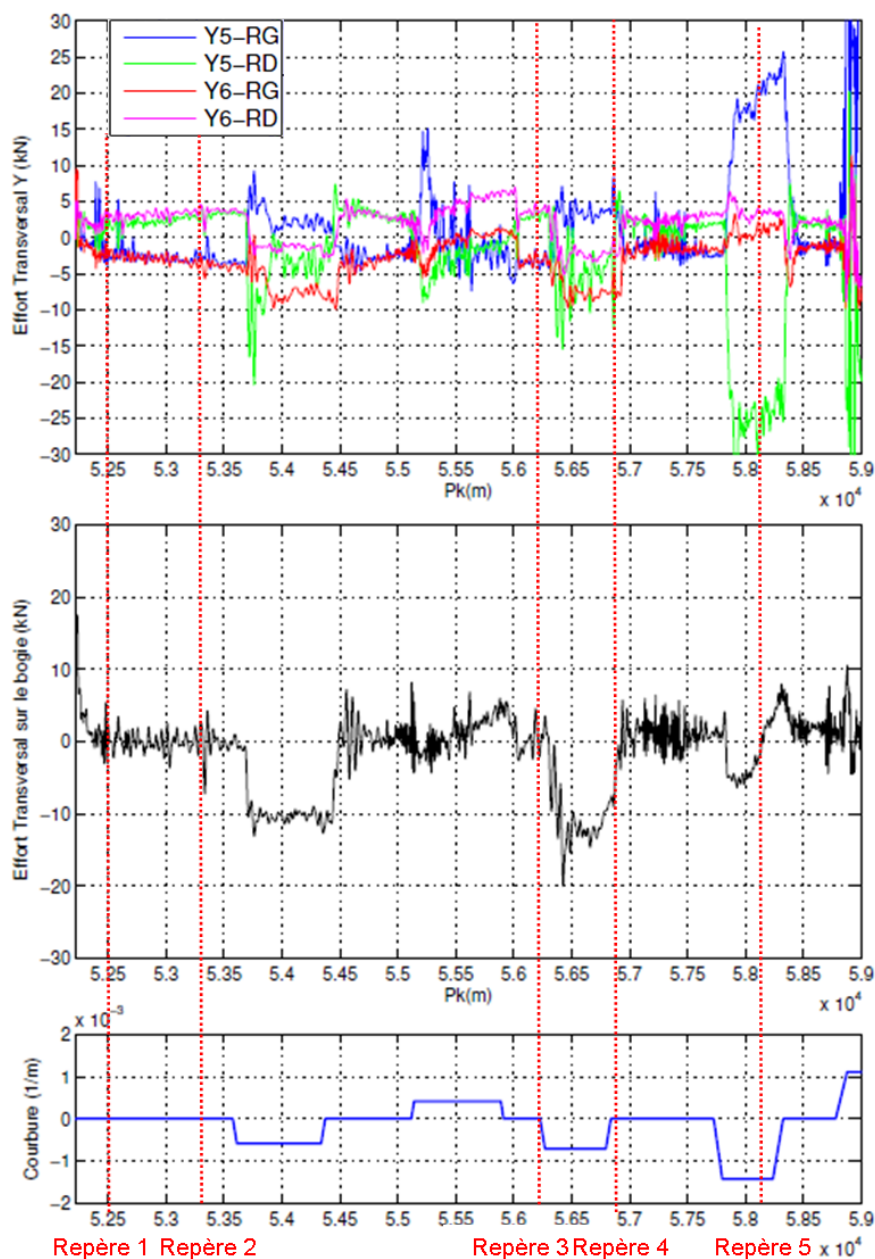 30
25
20
15
10
5
0
−5
−10
−15
−20
−25
−30
Effort Transversal Y (kN)
Y5−RG
Y5−RD
Y6−RG
Y6−RD
5.25 5.3 5.35 5.4 5.45 5.5 5.55 5.6 5.65 5.7 5.75 5.8 5.85 5.9
Pk(m)
x 10⁴
30
20
10
0
−10
−20
−30
Effort Transversal sur le bogie (kN)
5.25 5.3 5.35 5.4 5.45 5.5 5.55 5.6 5.65 5.7 5.75 5.8 5.85 5.9
Pk(m)
x 10⁴
x 10⁻³
2
1
0
−1
−2
Courbure (1/m)
5.25 5.3 5.35 5.4 5.45 5.5 5.55 5.6 5.65 5.7 5.75 5.8 5.85 5.9
Repère 1 Repère 2 Repère 3 Repère 4 Repère 5 x 10⁴